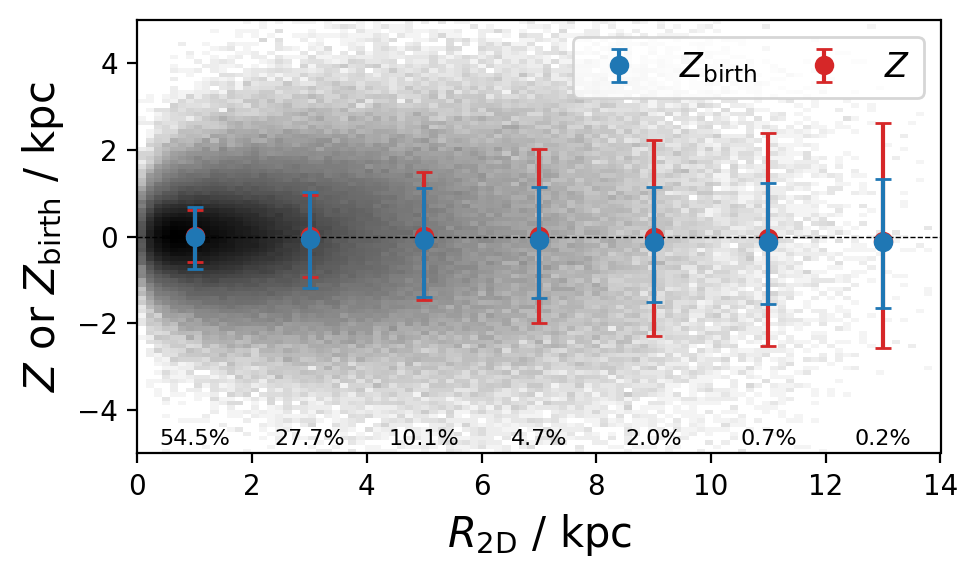 Z_birth Z
Z or Z_birth / kpc
4
2
0
−2
−4
54.5% 27.7% 10.1% 4.7% 2.0% 0.7% 0.2%
0 2 4 6 8 10 12 14
R_2D / kpc